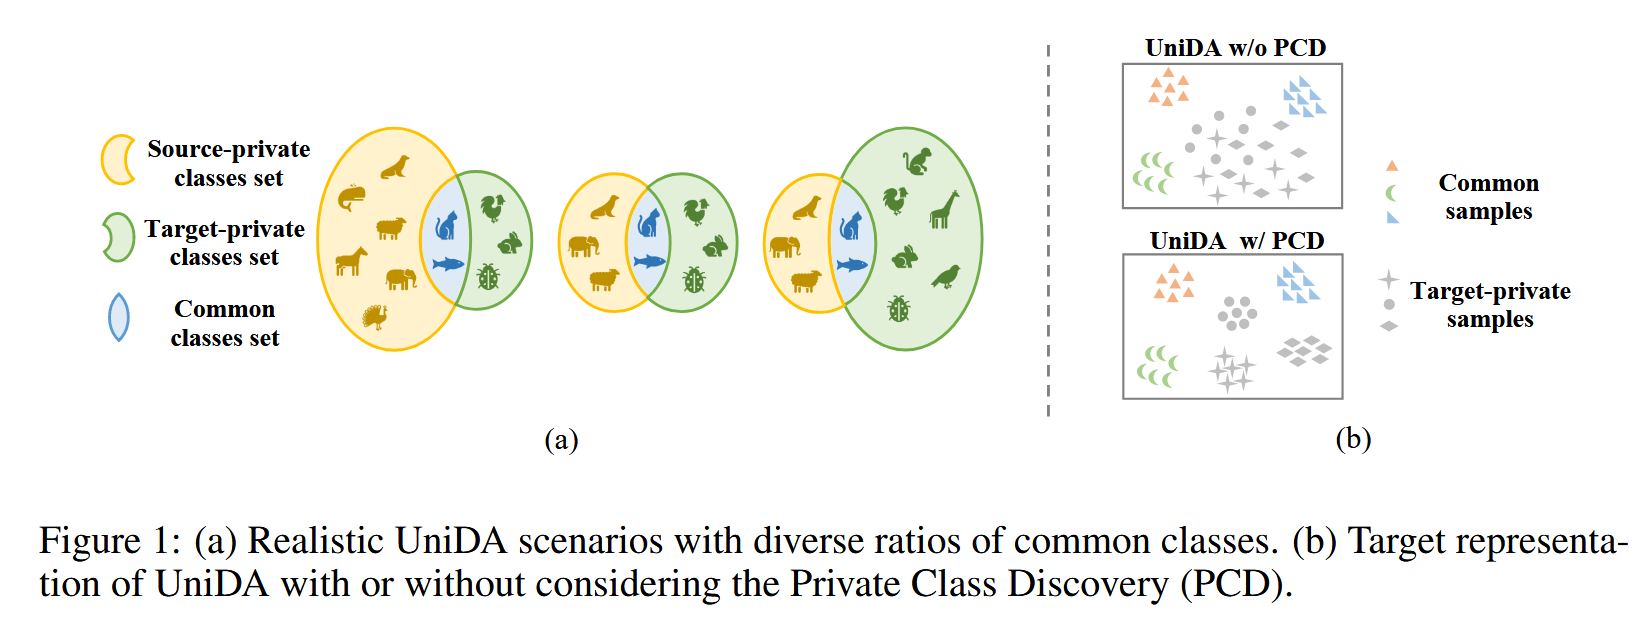 Source-private
classes set
Target-private
classes set
Common
classes set
(a)
UniDA w/o PCD
UniDA w/ PCD
Common
samples
Target-private
samples
(b)
Figure 1: (a) Realistic UniDA scenarios with diverse ratios of common classes. (b) Target representa-
tion of UniDA with or without considering the Private Class Discovery (PCD).